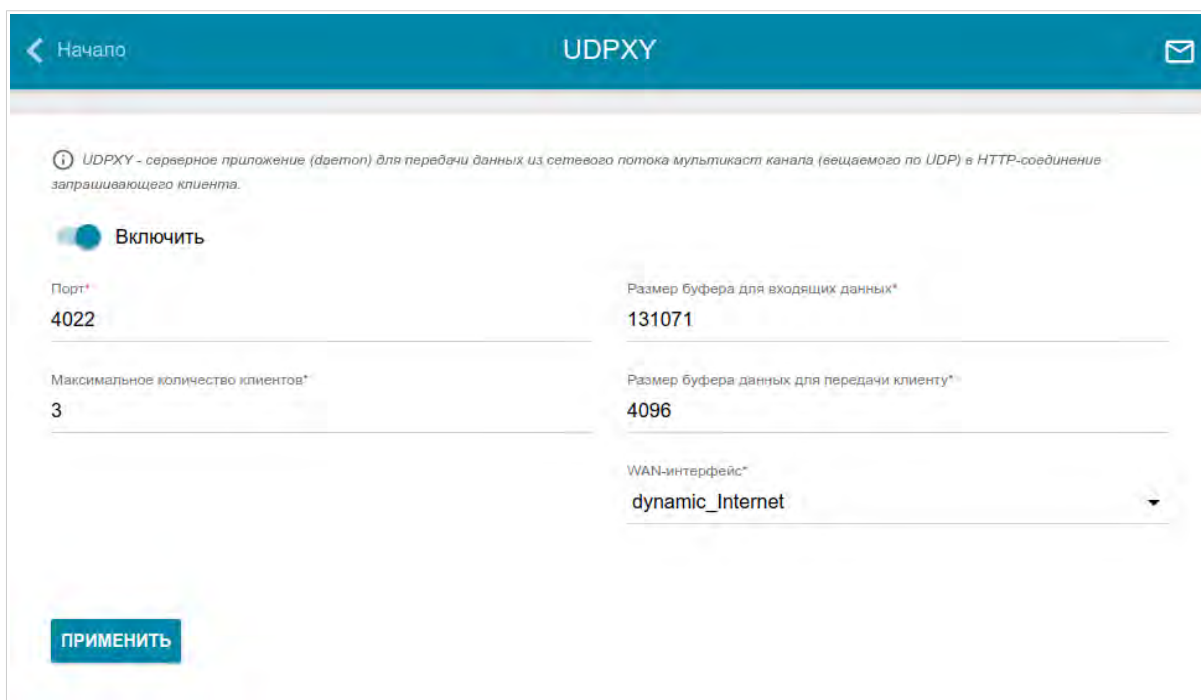 Начало
UDPXY
UDPXY - серверное приложение (daemon) для передачи данных из сетевого потока мультикаст канала (вещаемого по UDP) в HTTP-соединение
запрашивающего клиента.
Включить
Порт*
4022
Размер буфера для входящих данных*
131071
Максимальное количество клиентов*
3
Размер буфера данных для передачи клиенту*
4096
WAN-интерфейс*
dynamic_Internet
ПРИМЕНИТЬ